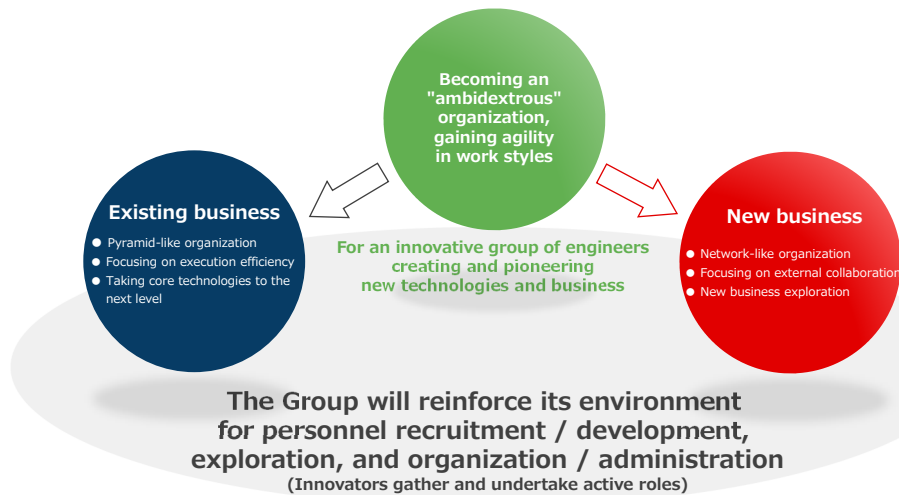 Becoming an
"ambidextrous"
organization,
gaining agility
in work styles
Existing business
● Pyramid-like organization
● Focusing on execution efficiency
● Taking core technologies to the
next level
For an innovative group of engineers
creating and pioneering
new technologies and business
New business
● Network-like organization
● Focusing on external collaboration
● New business exploration
The Group will reinforce its environment
for personnel recruitment / development,
exploration, and organization / administration
(Innovators gather and undertake active roles)